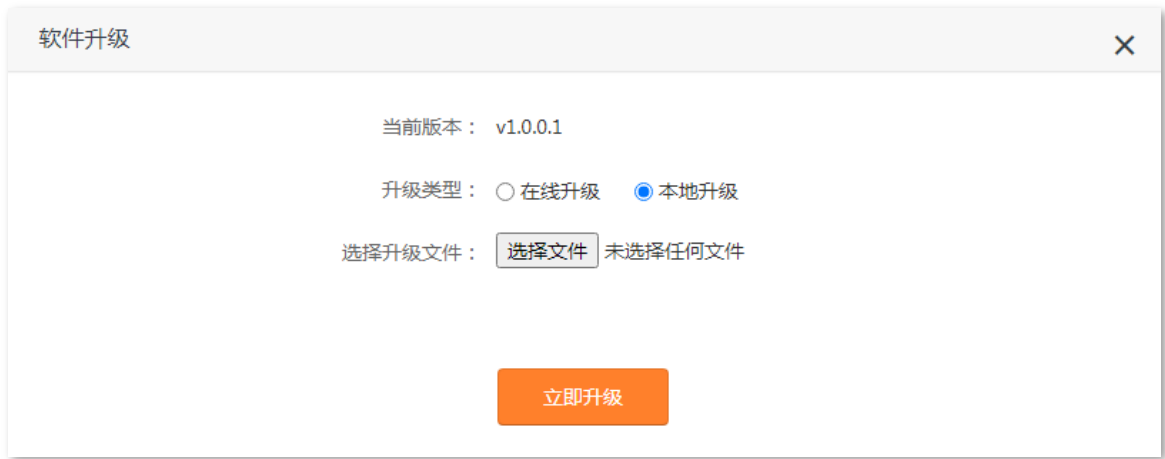 软件升级
当前版本： v1.0.0.1
升级类型： 在线升级 本地升级
选择升级文件： 选择文件 未选择任何文件
立即升级